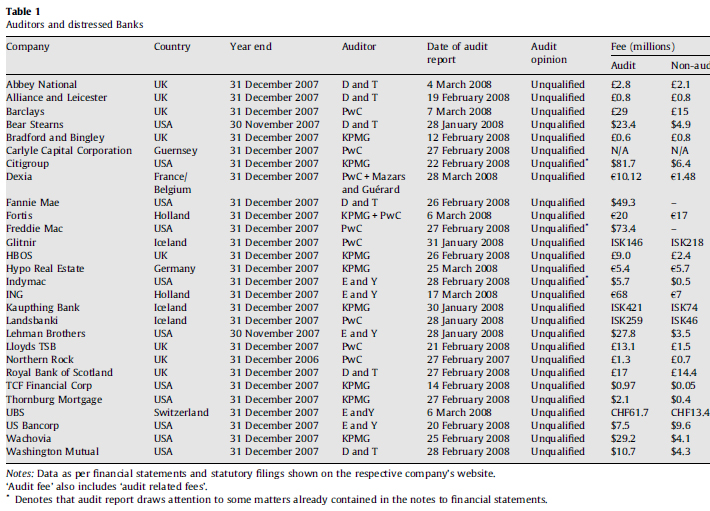 Table 1
Auditors and distressed Banks
Company Country Year end Auditor Date of audit report Audit opinion Fee (millions)
Audit Non-au
Abbey National UK 31 December 2007 D and T 4 March 2008 Unqualified £2.8 £2.1
Alliance and Leicester UK 31 December 2007 D and T 19 February 2008 Unqualified £0.8 £0.8
Barclays UK 31 December 2007 PwC 7 March 2008 Unqualified £29 £15
Bear Stearns USA 30 November 2007 D and T 28 January 2008 Unqualified $23.4 $4.9
Bradford and Bingley UK 31 December 2007 KPMG 12 February 2008 Unqualified £0.6 £0.8
Carlyle Capital Corporation Guernsey 31 December 2007 PwC 27 February 2008 Unqualified N/A N/A
Citigroup USA 31 December 2007 KPMG 22 February 2008 Unqualified* $81.7 $6.4
Dexia France/ 31 December 2007 PwC + Mazars 28 March 2008 Unqualified €10.12 €1.48
Belgium and Guérard
Fannie Mae USA 31 December 2007 D and T 26 February 2008 Unqualified $49.3 –
Fortis Holland 31 December 2007 KPMG + PwC 6 March 2008 Unqualified €20 €17
Freddie Mac USA 31 December 2007 PwC 27 February 2008 Unqualified* $73.4 –
Glitnir Iceland 31 December 2007 PwC 31 January 2008 Unqualified ISK146 ISK218
HBOS UK 31 December 2007 KPMG 26 February 2008 Unqualified £9.0 £2.4
Hypo Real Estate Germany 31 December 2007 KPMG 25 March 2008 Unqualified €5.4 €5.7
Indymac USA 31 December 2007 E and Y 28 February 2008 Unqualified* $5.7 $0.5
ING Holland 31 December 2007 E and Y 17 March 2008 Unqualified €68 €7
Kaupthing Bank Iceland 31 December 2007 KPMG 30 January 2008 Unqualified ISK421 ISK74
Landsbanki Iceland 31 December 2007 PwC 28 January 2008 Unqualified ISK259 ISK46
Lehman Brothers USA 30 November 2007 E and Y 28 January 2008 Unqualified $27.8 $3.5
Lloyds TSB UK 31 December 2007 PwC 21 February 2008 Unqualified £13.1 £1.5
Northern Rock UK 31 December 2006 PwC 27 February 2007 Unqualified £1.3 £0.7
Royal Bank of Scotland UK 31 December 2007 D and T 27 February 2008 Unqualified £17 £14.4
TCF Financial Corp USA 31 December 2007 KPMG 14 February 2008 Unqualified $0.97 $0.05
Thornburg Mortgage USA 31 December 2007 KPMG 27 February 2008 Unqualified $2.1 $0.4
UBS Switzerland 31 December 2007 E andY 6 March 2008 Unqualified CHF61.7 CHF13.4
US Bancorp USA 31 December 2007 E and Y 20 February 2008 Unqualified $7.5 $9.6
Wachovia USA 31 December 2007 KPMG 25 February 2008 Unqualified $29.2 $4.1
Washington Mutual USA 31 December 2007 D and T 28 February 2008 Unqualified $10.7 $4.3
Notes: Data as per financial statements and statutory filings shown on the respective company's website.
'Audit fee' also includes 'audit related fees'.
* Denotes that audit report draws attention to some matters already contained in the notes to financial statements.